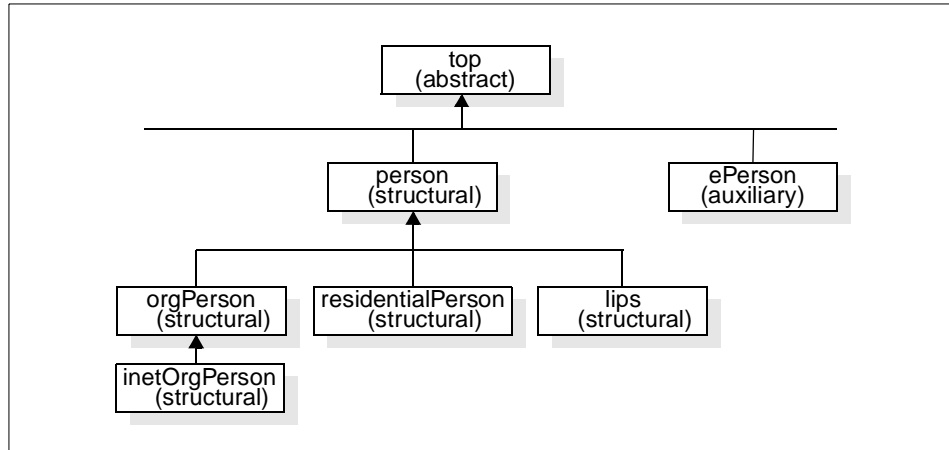 top
(abstract)
person
(structural)
ePerson
(auxiliary)
orgPerson
(structural)
residentialPerson
(structural)
lips
(structural)
inetOrgPerson
(structural)